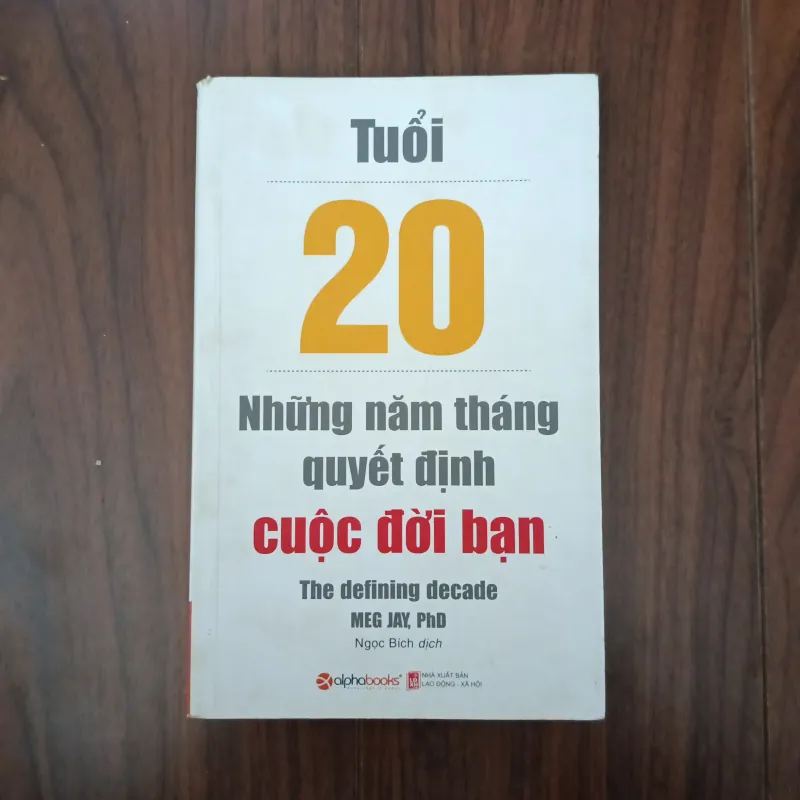 Tuổi
20
Những năm tháng
quyết định
cuộc đời bạn
The defining decade
MEG JAY, PhD
Ngọc Bích dịch
alphabooks®
NHÀ XUẤT BẢN
LAO ĐỘNG - XÃ HỘI